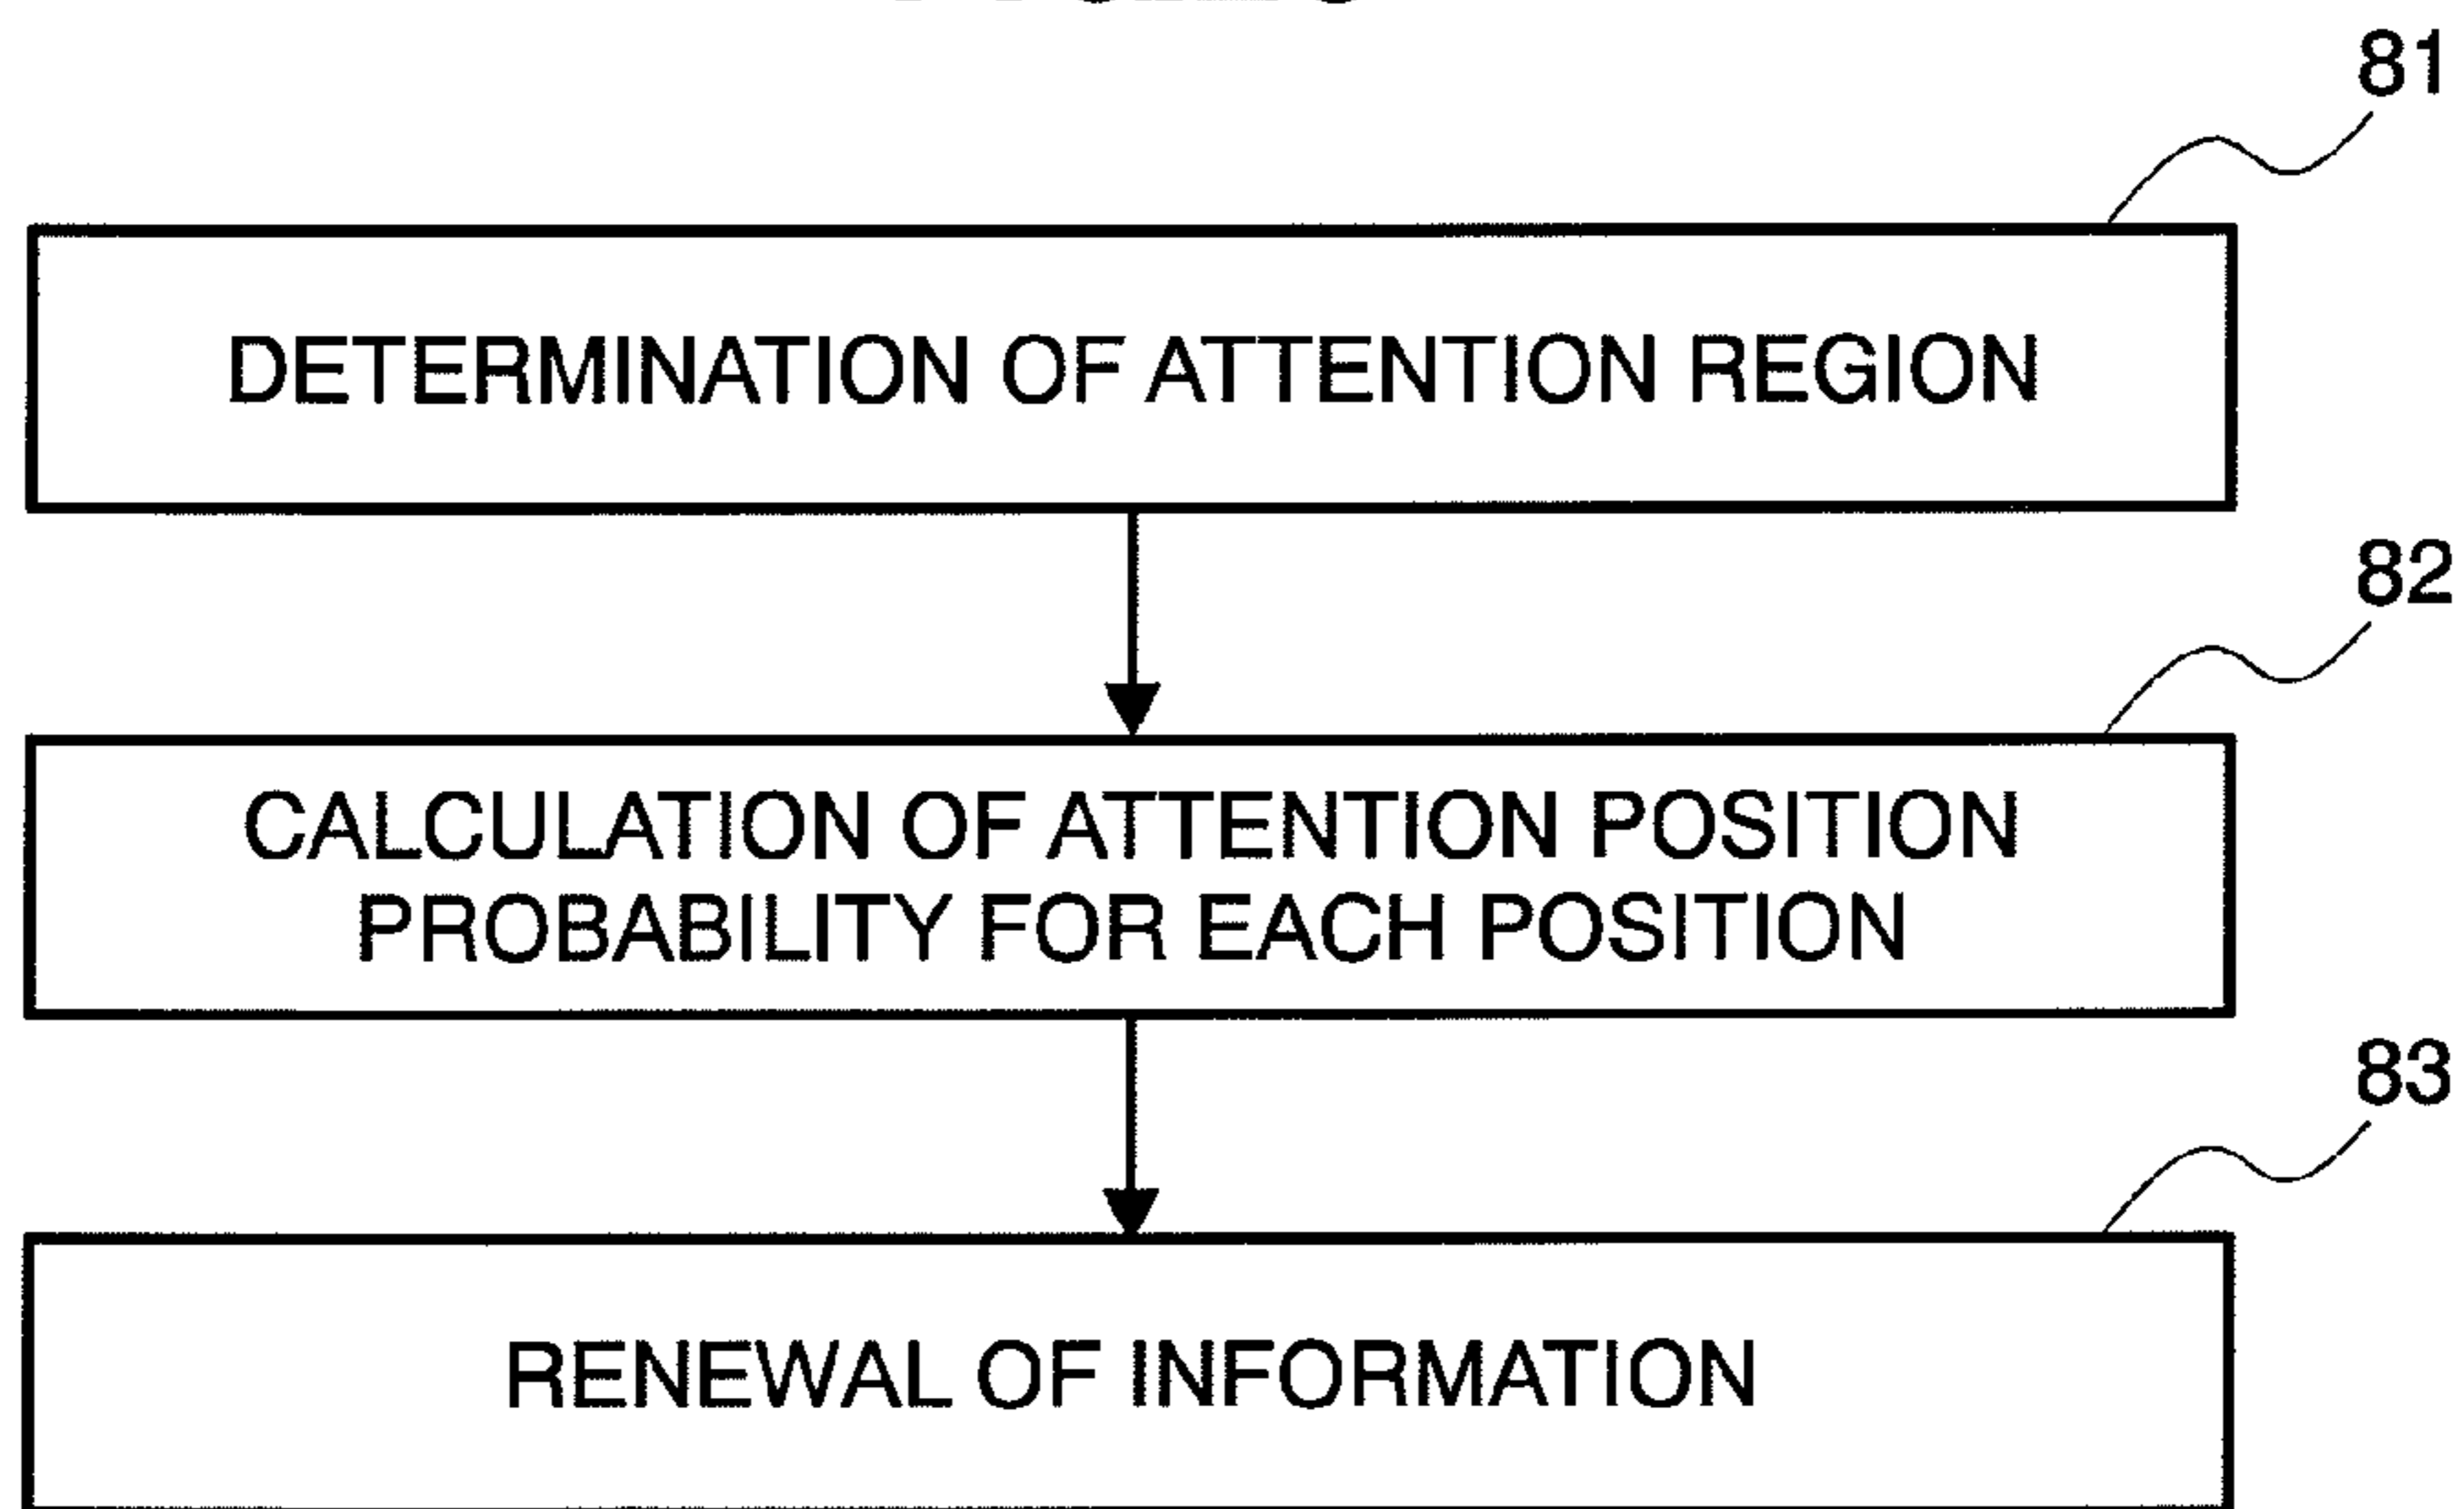 81
DETERMINATION OF ATTENTION REGION
82
CALCULATION OF ATTENTION POSITION
PROBABILITY FOR EACH POSITION
83
RENEWAL OF INFORMATION